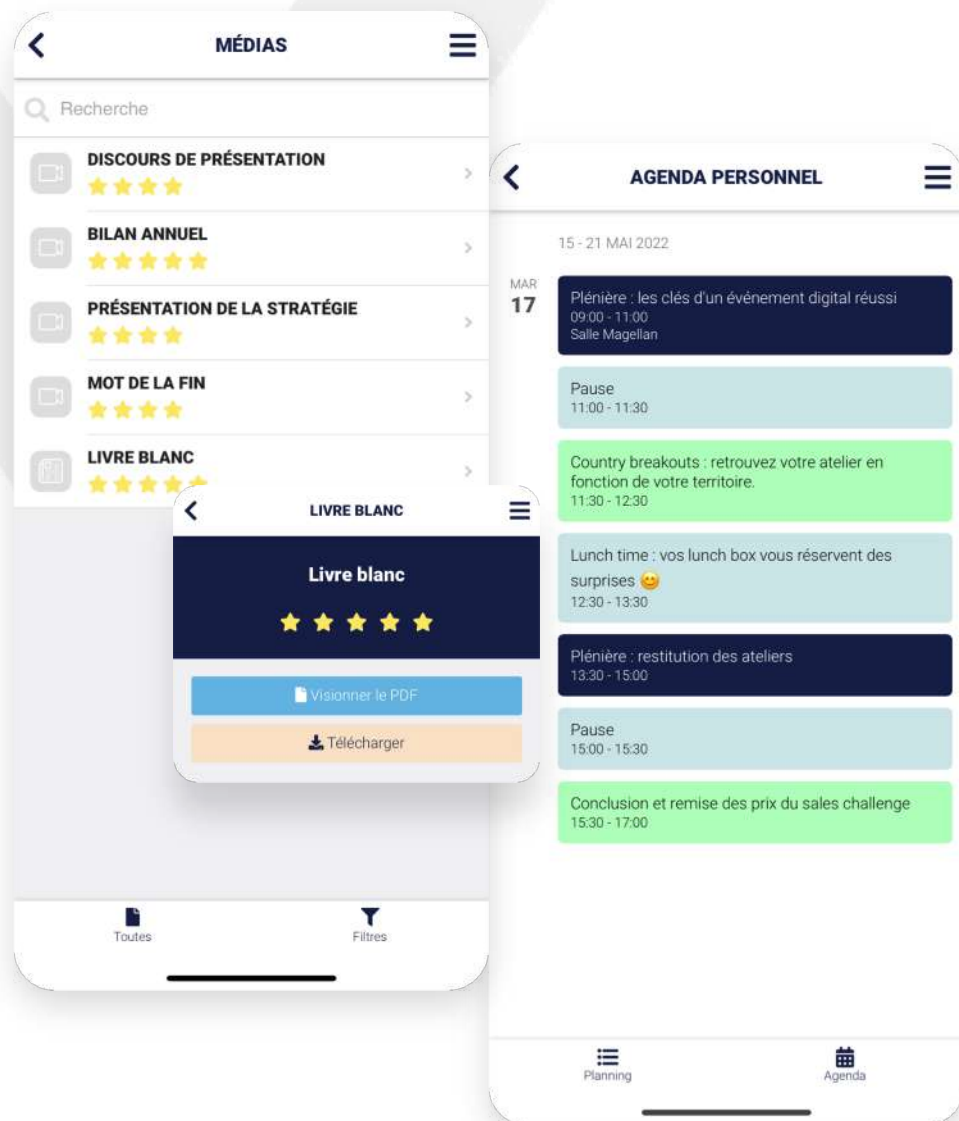 MÉDIAS
Recherche
DISCOURS DE PRÉSENTATION
BILAN ANNUEL
PRÉSENTATION DE LA STRATÉGIE
MOT DE LA FIN
LIVRE BLANC
Toutes
Filtres
LIVRE BLANC
Livre blanc
Visionner le PDF
Télécharger
AGENDA PERSONNEL
15 - 21 MAI 2022
MAR
17
Plénière : les clés d'un événement digital réussi
09:00 - 11:00
Salle Magellan
Pause
11:00 - 11:30
Country breakouts : retrouvez votre atelier en
fonction de votre territoire.
11:30 - 12:30
Lunch time : vos lunch box vous réservent des
surprises 😊
12:30 - 13:30
Plénière : restitution des ateliers
13:30 - 15:00
Pause
15:00 - 15:30
Conclusion et remise des prix du sales challenge
15:30 - 17:00
Planning
Agenda